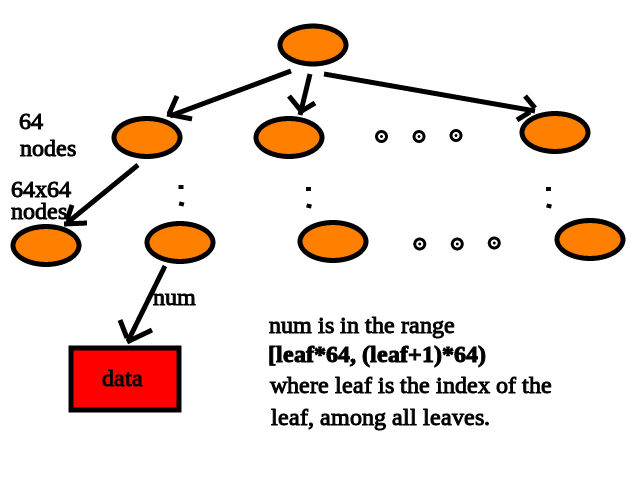 64
nodes
64x64
nodes
num
data
num is in the range
[leaf*64, (leaf+1)*64)
where leaf is the index of the
leaf, among all leaves.